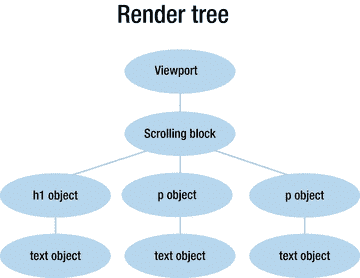 Render tree
Viewport
Scrolling block
h1 object
p object
p object
text object
text object
text object